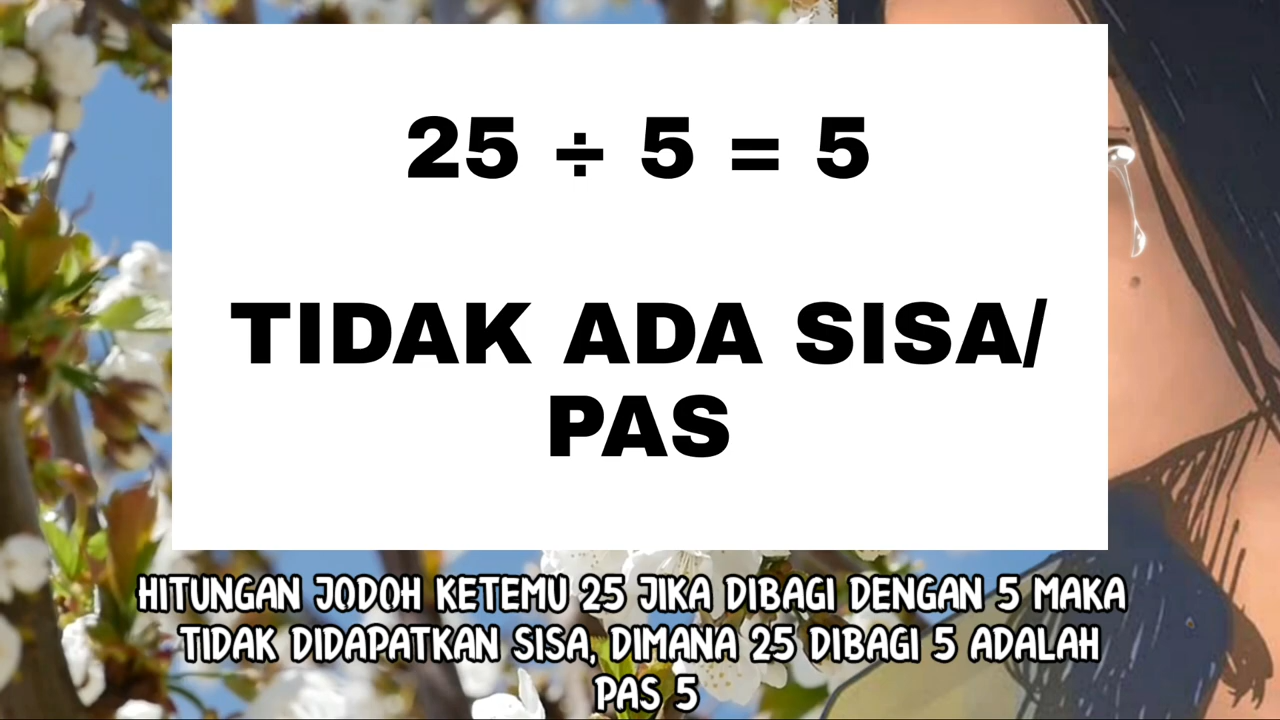 25 ÷ 5 = 5
TIDAK ADA SISA/
PAS
HITUNGAN JODOH KETEMU 25 JIKA DIBAGI DENGAN 5 MAKA
TIDAK DIDAPATKAN SISA, DIMANA 25 DIBAGI 5 ADALAH
PAS 5